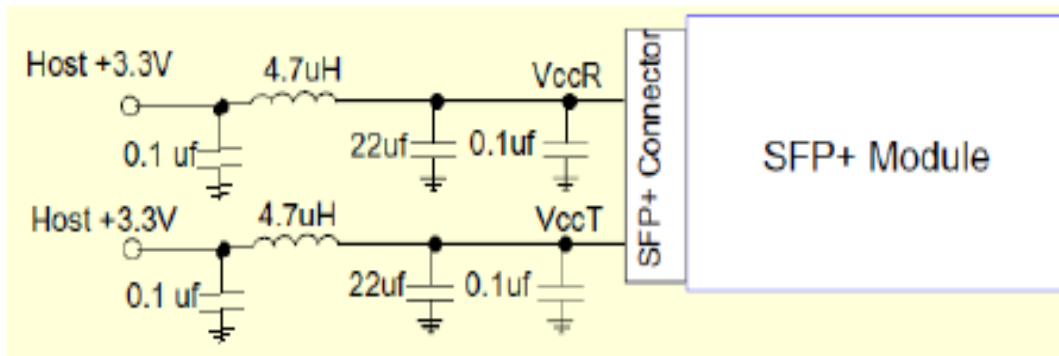 Host +3.3V
4.7uH
VccR
0.1 uf
22uf
0.1uf
Host +3.3V
4.7uH
VccT
0.1 uf
22uf
0.1uf
SFP+ Connector
SFP+ Module